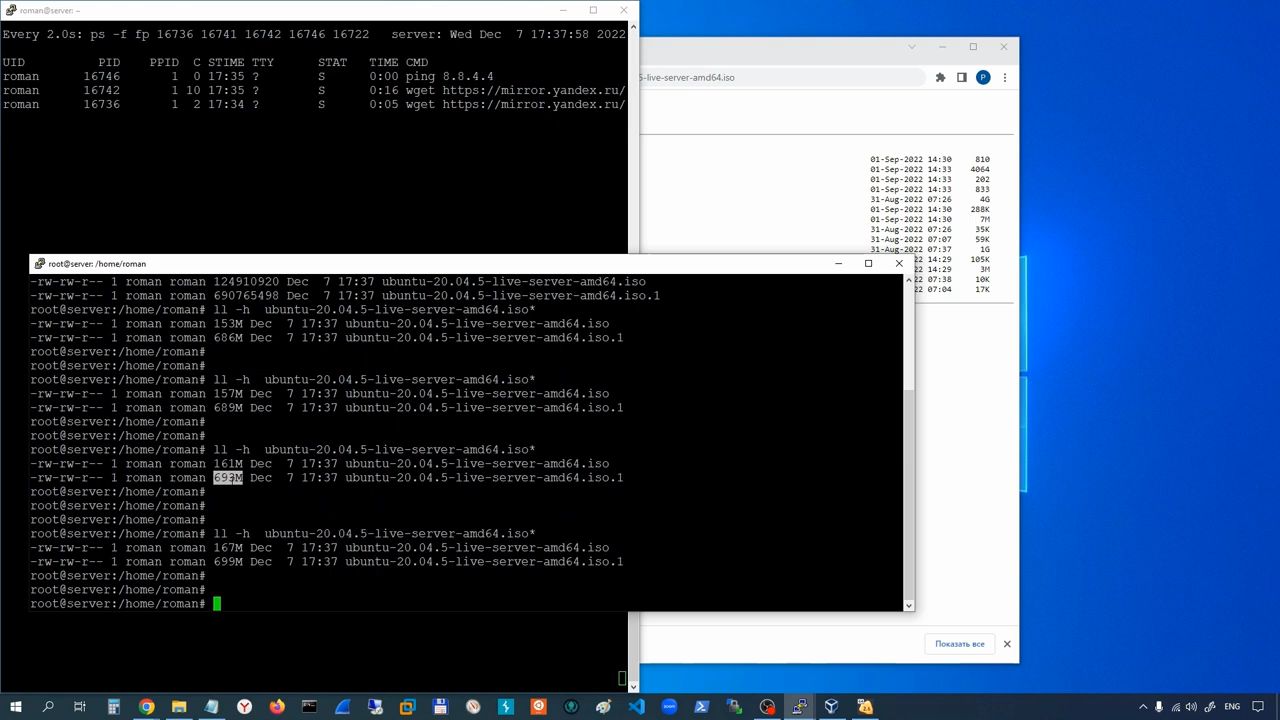 roman@server: ~
Every 2.0s: ps -f fp 16736 16741 16742 16746 16722   server: Wed Dec  7 17:37:58 2022
UID        PID   PPID  C STIME TTY      STAT   TIME CMD
roman      16746      1  0 17:35 ?        S      0:00 ping 8.8.4.4
roman      16742      1 10 17:35 ?        S      0:16 wget https://mirror.yandex.ru/
roman      16736      1  2 17:34 ?        S      0:05 wget https://mirror.yandex.ru/
5-live-server-amd64.iso
P
01-Sep-2022 14:30   810
01-Sep-2022 14:33   4064
01-Sep-2022 14:33   202
01-Sep-2022 14:33   833
31-Aug-2022 07:26   4G
01-Sep-2022 14:30   288K
01-Sep-2022 14:30   7M
31-Aug-2022 07:26   35K
31-Aug-2022 07:07   59K
07:37   1G
14:29   105K
14:29   3M
07:38   10K
07:04   17K
root@server: /home/roman
-rw-rw-r-- 1 roman roman 124910920 Dec  7 17:37 ubuntu-20.04.5-live-server-amd64.iso
-rw-rw-r-- 1 roman roman 690765498 Dec  7 17:37 ubuntu-20.04.5-live-server-amd64.iso.1
root@server:/home/roman# ll -h  ubuntu-20.04.5-live-server-amd64.iso*
-rw-rw-r-- 1 roman roman 153M Dec  7 17:37 ubuntu-20.04.5-live-server-amd64.iso
-rw-rw-r-- 1 roman roman 686M Dec  7 17:37 ubuntu-20.04.5-live-server-amd64.iso.1
root@server:/home/roman#
root@server:/home/roman#
root@server:/home/roman# ll -h  ubuntu-20.04.5-live-server-amd64.iso*
-rw-rw-r-- 1 roman roman 157M Dec  7 17:37 ubuntu-20.04.5-live-server-amd64.iso
-rw-rw-r-- 1 roman roman 689M Dec  7 17:37 ubuntu-20.04.5-live-server-amd64.iso.1
root@server:/home/roman#
root@server:/home/roman#
root@server:/home/roman# ll -h  ubuntu-20.04.5-live-server-amd64.iso*
-rw-rw-r-- 1 roman roman 161M Dec  7 17:37 ubuntu-20.04.5-live-server-amd64.iso
-rw-rw-r-- 1 roman roman 693M Dec  7 17:37 ubuntu-20.04.5-live-server-amd64.iso.1
root@server:/home/roman#
root@server:/home/roman#
root@server:/home/roman#
root@server:/home/roman# ll -h  ubuntu-20.04.5-live-server-amd64.iso*
-rw-rw-r-- 1 roman roman 167M Dec  7 17:37 ubuntu-20.04.5-live-server-amd64.iso
-rw-rw-r-- 1 roman roman 699M Dec  7 17:37 ubuntu-20.04.5-live-server-amd64.iso.1
root@server:/home/roman#
root@server:/home/roman#
root@server:/home/roman#
Показать все
ENG